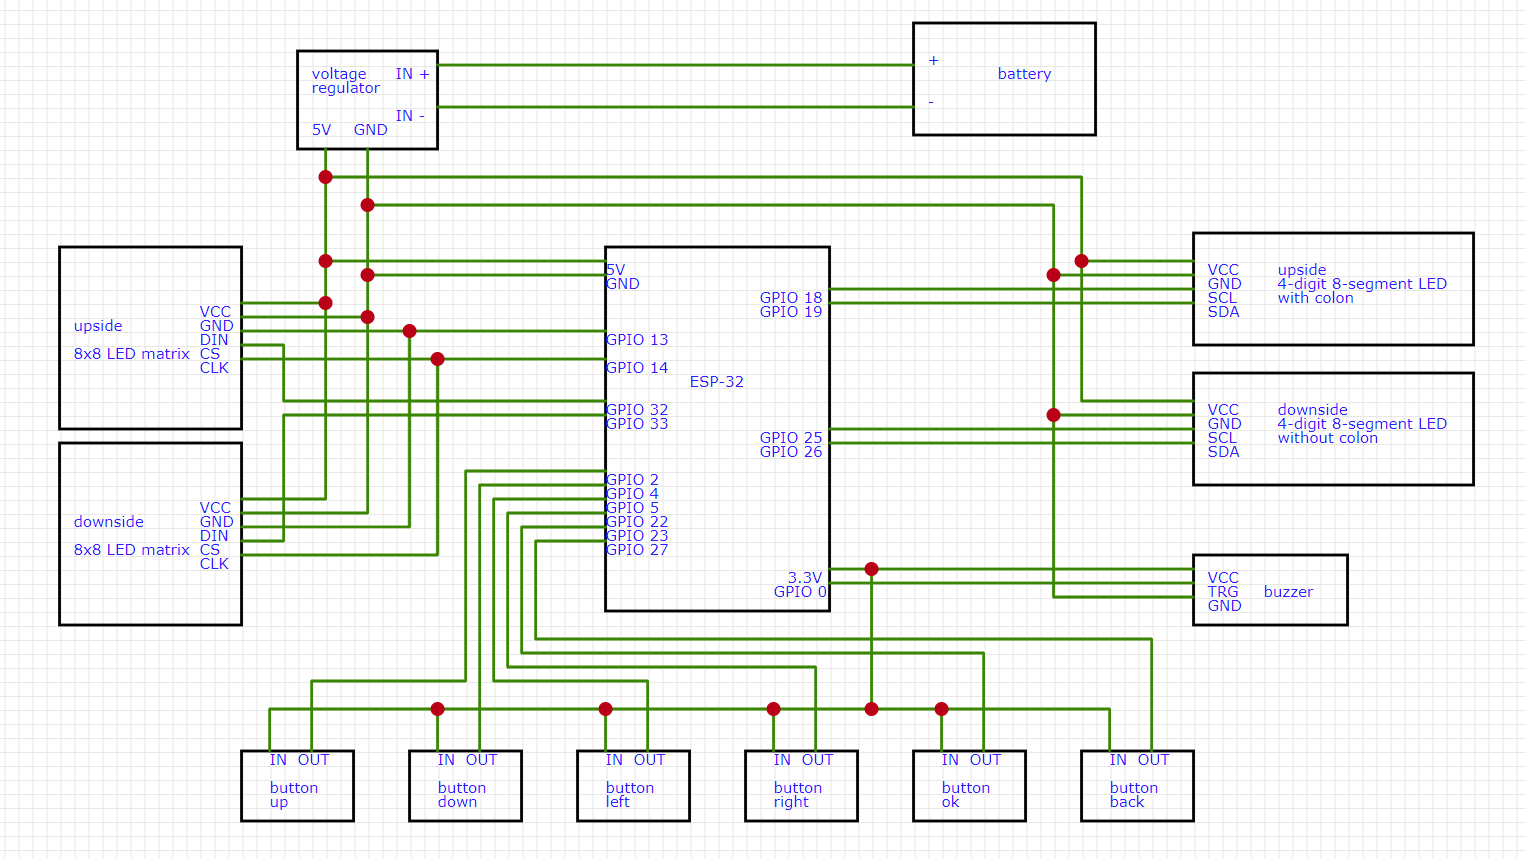 voltage
regulator
IN +
IN -
5V
GND
+
-
battery
upside
8x8 LED matrix
VCC
GND
DIN
CS
CLK
downside
8x8 LED matrix
VCC
GND
DIN
CS
CLK
5V
GND
GPIO 13
GPIO 14
GPIO 32
GPIO 33
GPIO 2
GPIO 4
GPIO 5
GPIO 22
GPIO 23
GPIO 27
ESP-32
GPIO 18
GPIO 19
GPIO 25
GPIO 26
3.3V
GPIO 0
VCC
GND
SCL
SDA
upside
4-digit 8-segment LED
with colon
VCC
GND
SCL
SDA
downside
4-digit 8-segment LED
without colon
VCC
TRG
GND
buzzer
IN OUT
button
up
IN OUT
button
down
IN OUT
button
left
IN OUT
button
right
IN OUT
button
ok
IN OUT
button
back